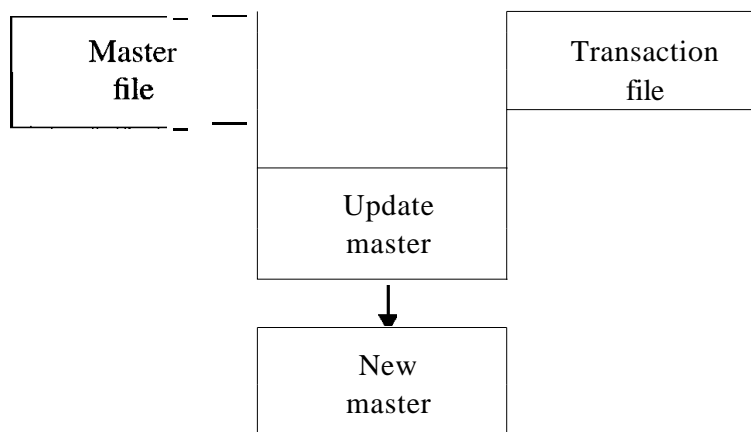 Master
file
Transaction
file
Update
master
New
master